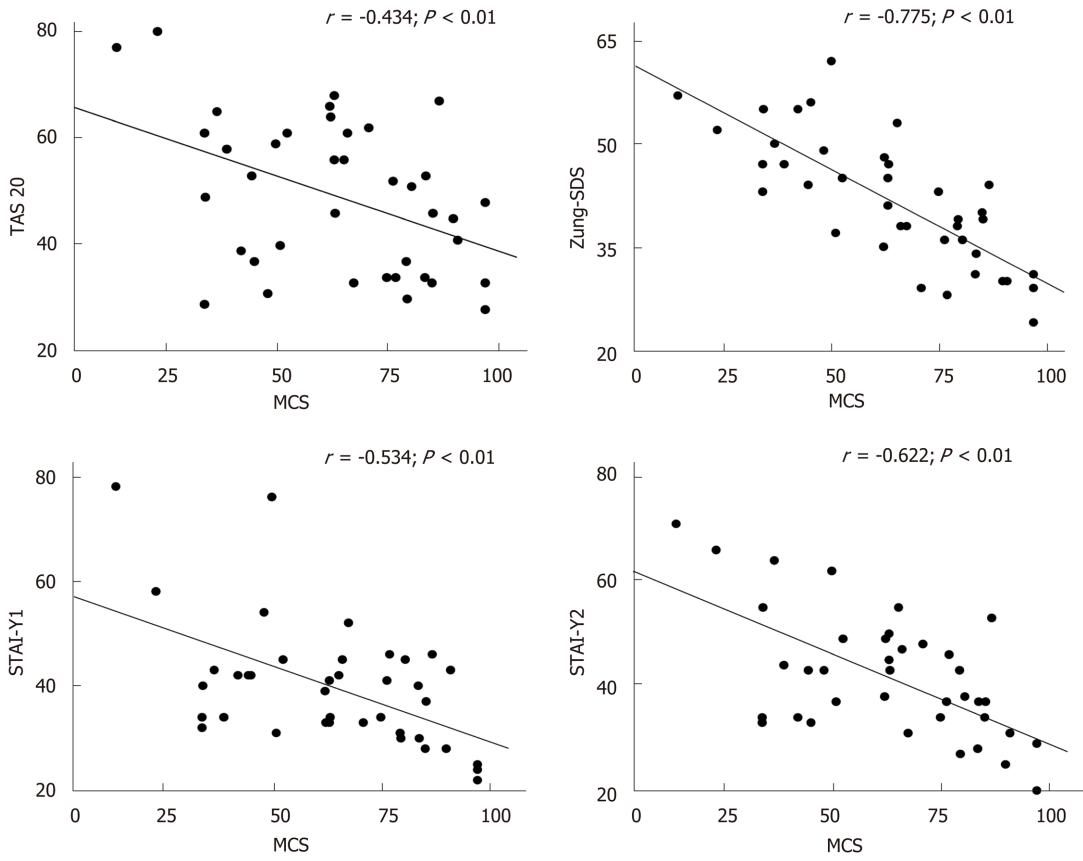 r = -0.434; P < 0.01
80
60
40
20
TAS 20
0 25 50 75 100
MCS
r = -0.775; P < 0.01
65
50
35
20
Zung-SDS
0 25 50 75 100
MCS
r = -0.534; P < 0.01
80
60
40
20
STAI-Y1
0 25 50 75 100
MCS
r = -0.622; P < 0.01
80
60
40
20
STAI-Y2
0 25 50 75 100
MCS